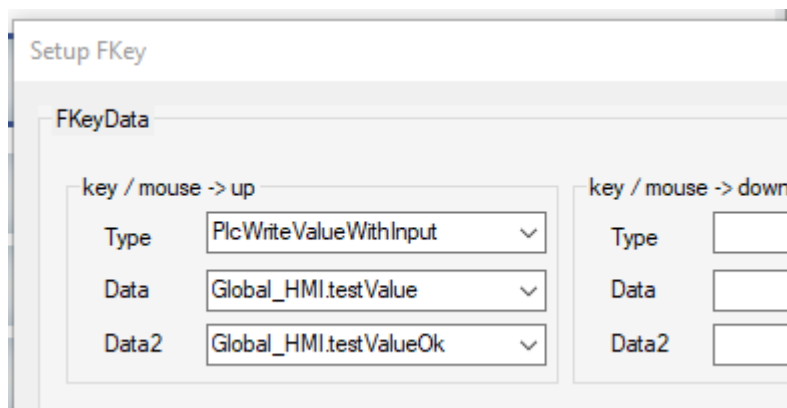 Setup FKey
FKeyData
key / mouse -> up
Type PlcWriteValueWithInput
Data Global_HMI.testValue
Data2 Global_HMI.testValueOk
key / mouse -> down
Type
Data
Data2